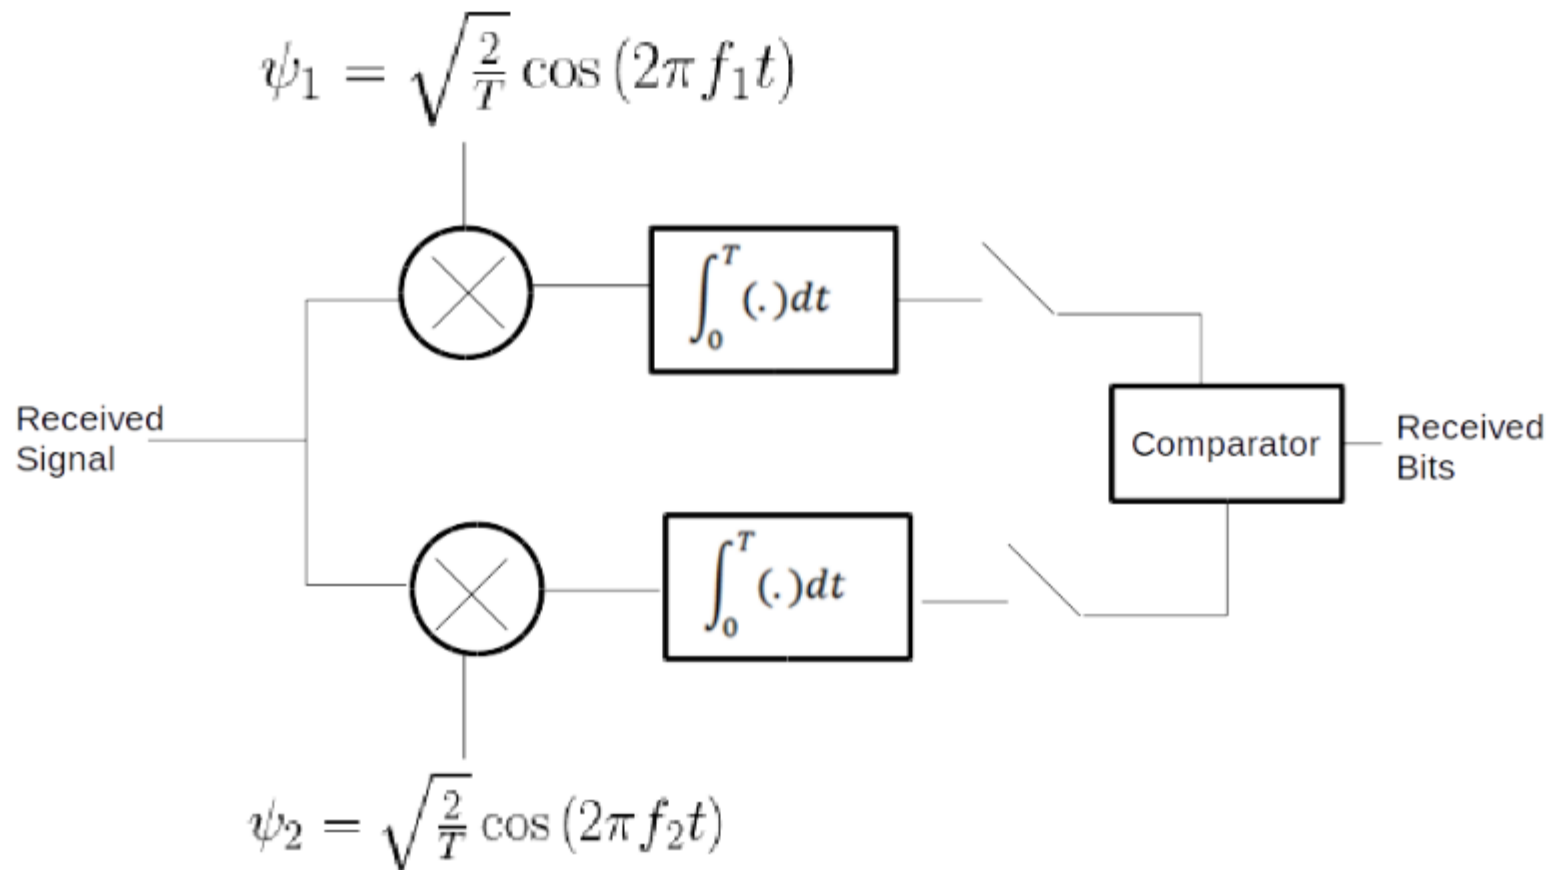 ψ₁ = √(2/T) cos (2πf₁t)
∫₀ᵀ (.)dt
Received
Signal
Comparator
Received
Bits
∫₀ᵀ (.)dt
ψ₂ = √(2/T) cos (2πf₂t)